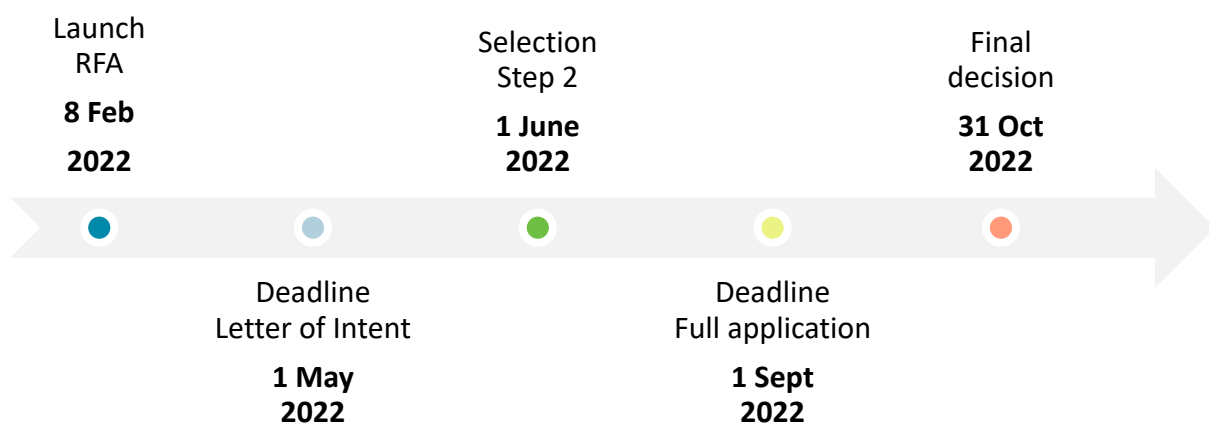 Launch
RFA
8 Feb
2022
Deadline
Letter of Intent
1 May
2022
Selection
Step 2
1 June
2022
Deadline
Full application
1 Sept
2022
Final
decision
31 Oct
2022